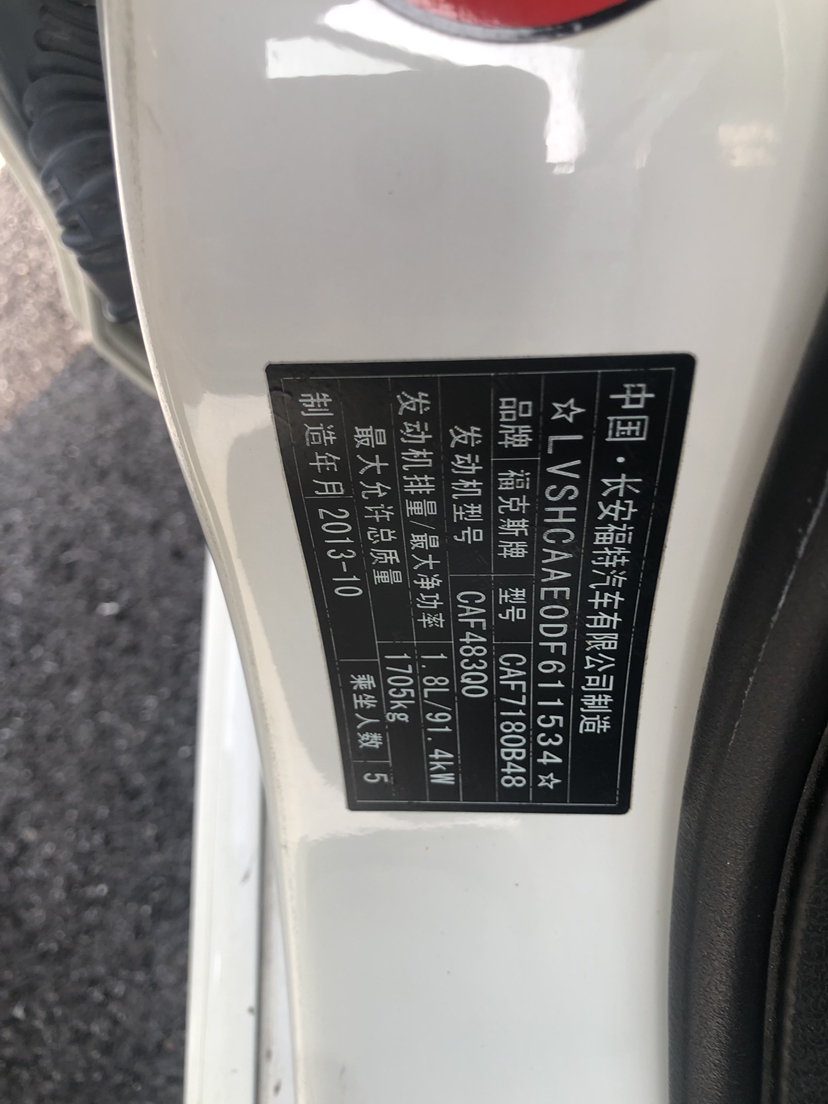 中国·长安福特汽车有限公司制造
☆LVSHCAAE0DF611534☆
品牌 福克斯牌 型号 CAF7180B48
发动机型号 CAF483Q0
发动机排量/最大净功率 1.8L/91.4kW
最大允许总质量 1705kg
制造年月 2013-10 乘坐人数 5